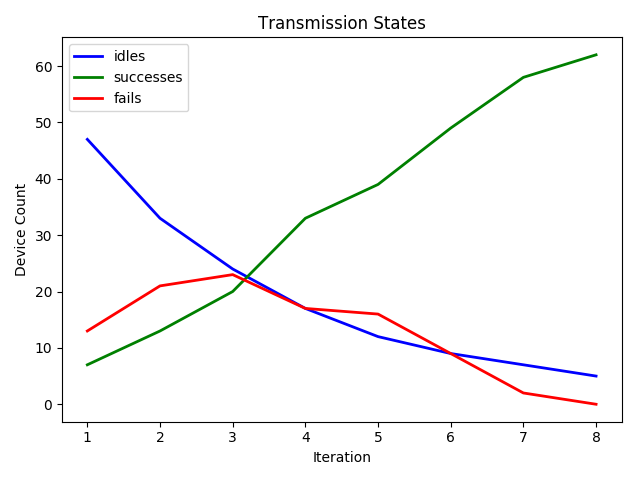 Transmission States
idles
successes
fails
60
50
40
30
20
10
0
Device Count
1 2 3 4 5 6 7 8
Iteration